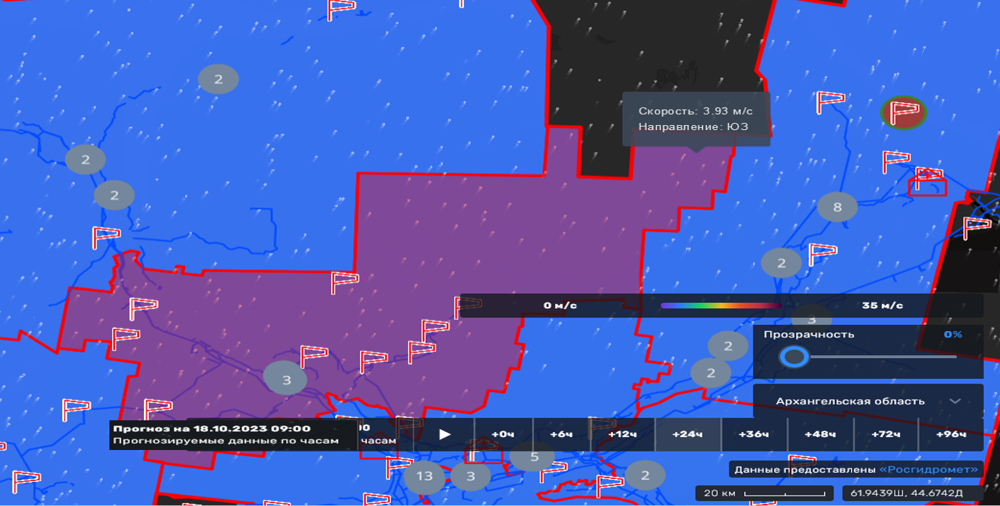 2
Скорость: 3.93 м/с
Направление: ЮЗ
2
2
8
2
0 м/с
35 м/с
3
Прозрачность
0%
2
2
3
Архангельская область
Прогноз на 18.10.2023 09:00
Прогнозируемые данные по часам
00
часам
+0ч
+6ч
+12ч
+24ч
+36ч
+48ч
+72ч
+96ч
5
13
3
2
Данные предоставлены «Росгидромет»
20 км
61.9439Ш, 44.6742Д